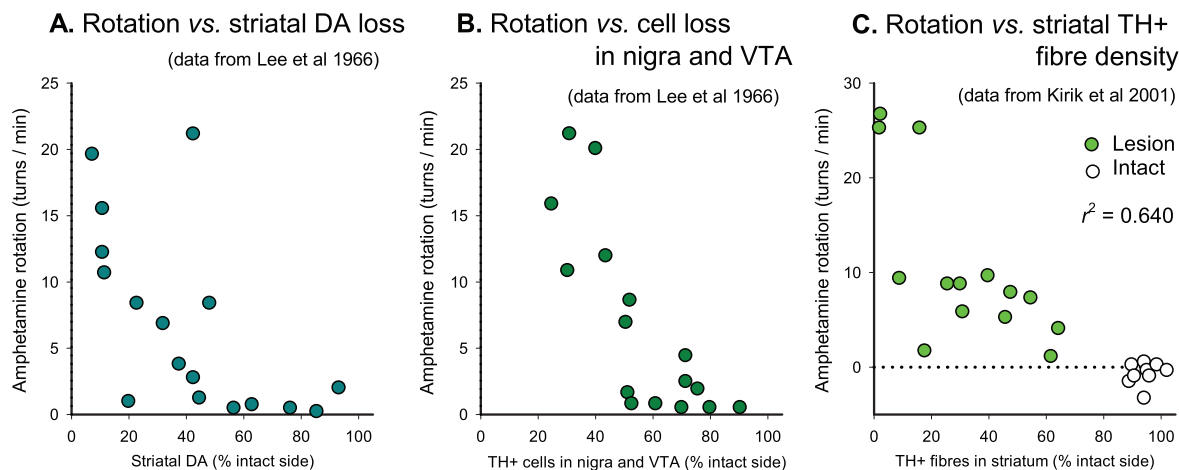 A. Rotation vs. striatal DA loss
(data from Lee et al 1966)
25
20
15
10
5
0
Amphetamine rotation (turns / min)
0 20 40 60 80 100
Striatal DA (% intact side)
B. Rotation vs. cell loss
in nigra and VTA
(data from Lee et al 1966)
25
20
15
10
5
0
Amphetamine rotation (turns / min)
0 20 40 60 80 100
TH+ cells in nigra and VTA (% intact side)
C. Rotation vs. striatal TH+
fibre density
(data from Kirik et al 2001)
Lesion
Intact
r² = 0.640
30
20
10
0
Amphetamine rotation (turns / min)
0 20 40 60 80 100
TH+ fibres in striatum (% intact side)